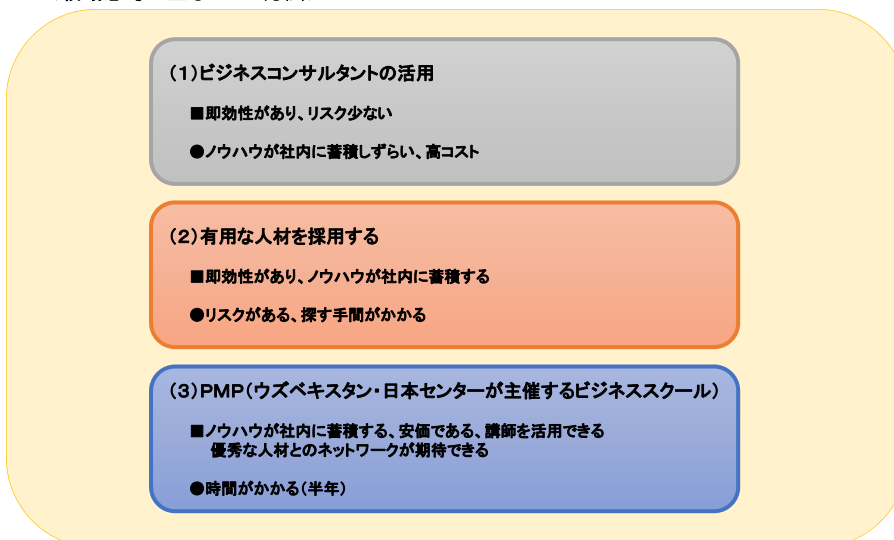 (1)ビジネスコンサルタントの活用
■即効性があり、リスク少ない
●ノウハウが社内に蓄積しずらい、高コスト
(2)有用な人材を採用する
■即効性があり、ノウハウが社内に蓄積する
●リスクがある、探す手間がかかる
(3)PMP(ウズベキスタン・日本センターが主催するビジネススクール)
■ノウハウが社内に蓄積する、安価である、講師を活用できる
優秀な人材とのネットワークが期待できる
●時間がかかる(半年)